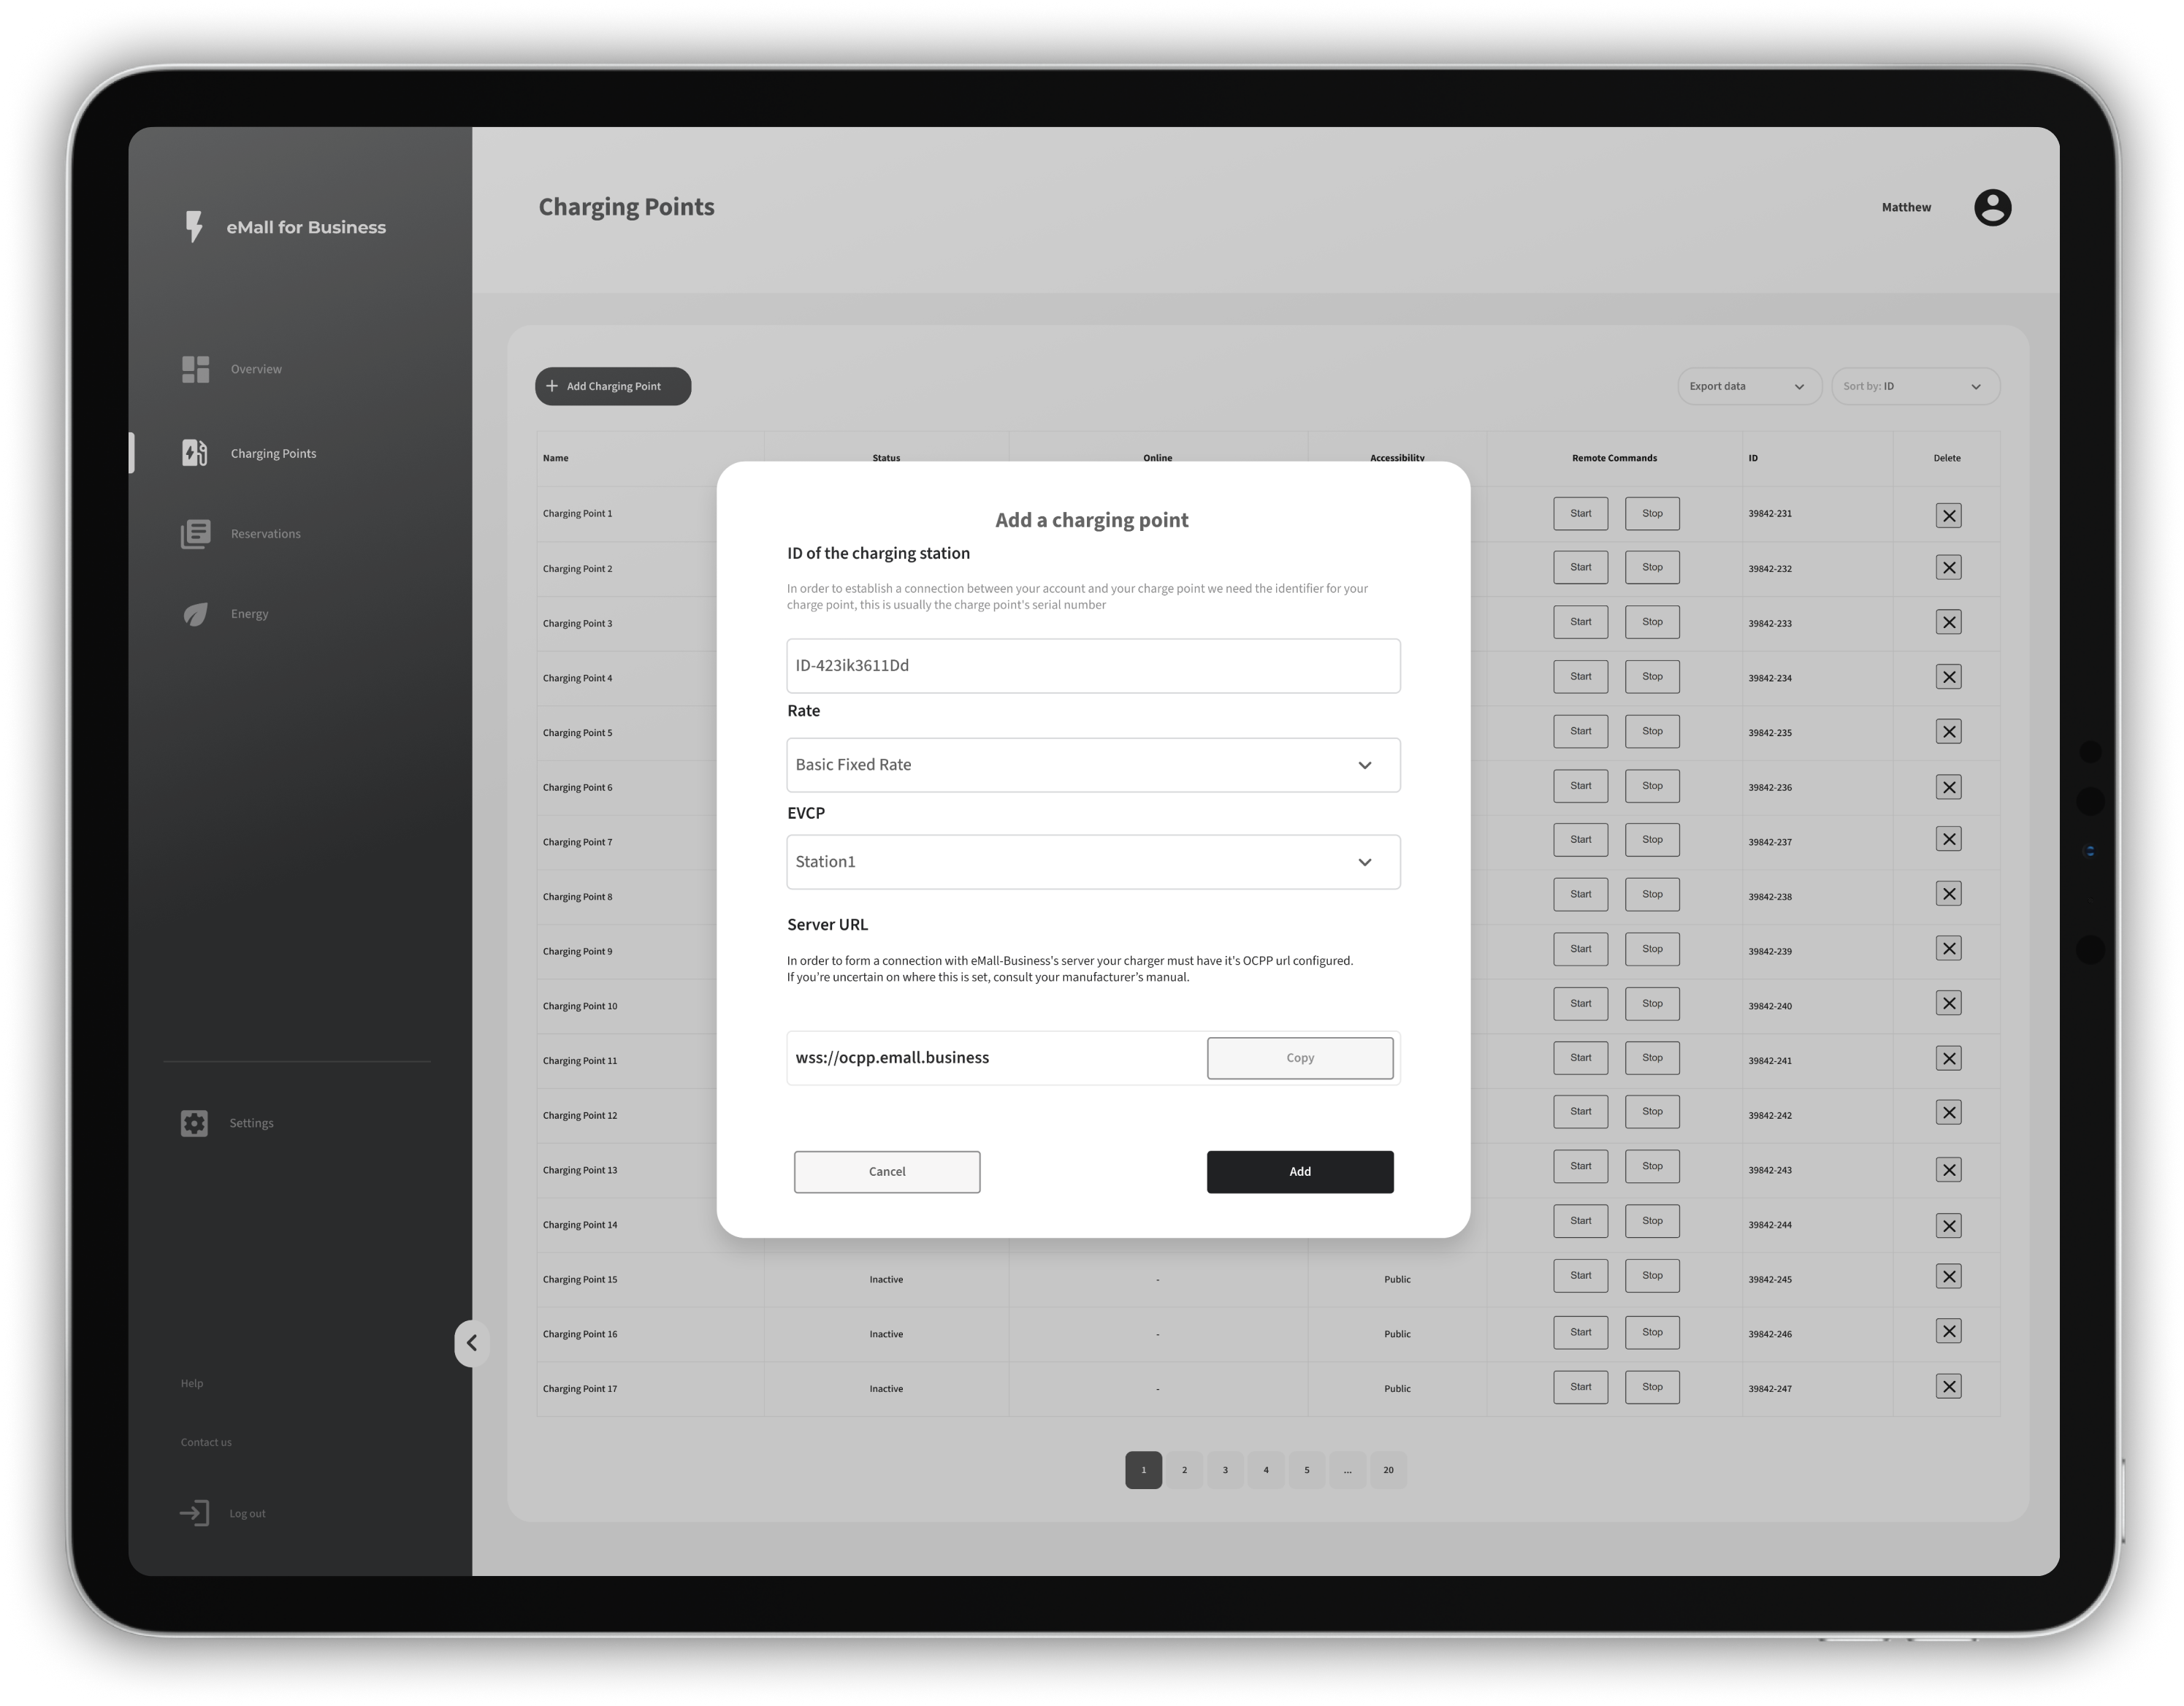 eMall for Business
Overview
Charging Points
Reservations
Energy
Settings
Help
Contact us
Log out
Charging Points
Matthew
Add Charging Point
Export data
Sort by: ID
Name Status Online Accessibility Remote Commands ID Delete
Charging Point 1 Start Stop 39842-231
Charging Point 2 Start Stop 39842-232
Charging Point 3 Start Stop 39842-233
Charging Point 4 Start Stop 39842-234
Charging Point 5 Start Stop 39842-235
Charging Point 6 Start Stop 39842-236
Charging Point 7 Start Stop 39842-237
Charging Point 8 Start Stop 39842-238
Charging Point 9 Start Stop 39842-239
Charging Point 10 Start Stop 39842-240
Charging Point 11 Start Stop 39842-241
Charging Point 12 Start Stop 39842-242
Charging Point 13 Start Stop 39842-243
Charging Point 14 Start Stop 39842-244
Charging Point 15 Inactive - Public Start Stop 39842-245
Charging Point 16 Inactive - Public Start Stop 39842-246
Charging Point 17 Inactive - Public Start Stop 39842-247
1 2 3 4 5 ... 20
Add a charging point
ID of the charging station
In order to establish a connection between your account and your charge point we need the identifier for your
charge point, this is usually the charge point's serial number
ID-423ik3611Dd
Rate
Basic Fixed Rate
EVCP
Station1
Server URL
In order to form a connection with eMall-Business's server your charger must have it's OCPP url configured.
If you're uncertain on where this is set, consult your manufacturer's manual.
wss://ocpp.emall.business
Copy
Cancel
Add